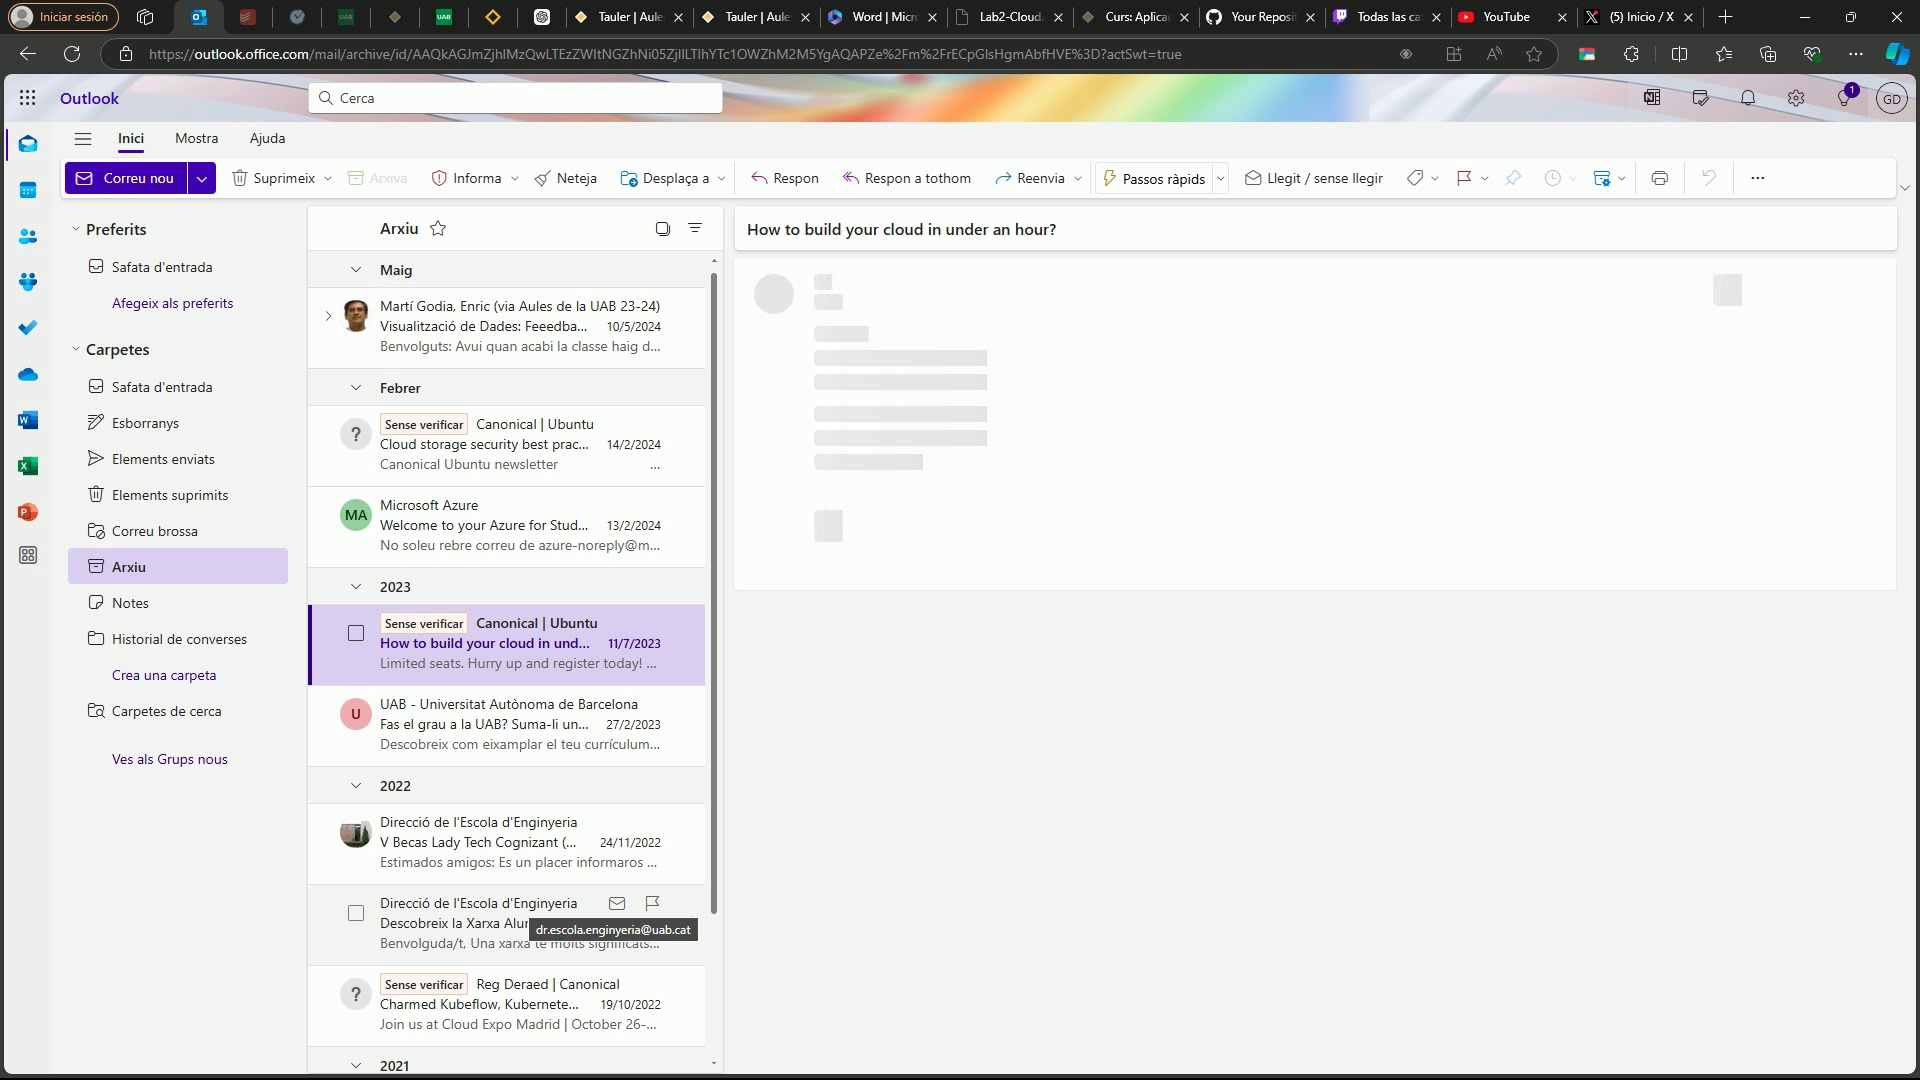 Iniciar sesión
Tauler | Aule
Tauler | Aule
Word | Micr
Lab2-Cloud.
Curs: Aplica
Your Reposit
Todas las ca
YouTube
(5) Inicio / X
https://outlook.office.com/mail/archive/id/AAQkAGJmZjhlMzQwLTEzZWItNGZhNi05ZjllLTlhYTc1OWZhM2M5YgAQAPZe%2Fm%2FrECpGlsHgmAbfHVE%3D?actSwt=true
Outlook
Cerca
1
GD
Inici
Mostra
Ajuda
Correu nou
Suprimeix
Arxiva
Informa
Neteja
Desplaça a
Respon
Respon a tothom
Reenvia
Passos ràpids
Llegit / sense llegir
Preferits
Safata d'entrada
Afegeix als preferits
Carpetes
Safata d'entrada
Esborranys
Elements enviats
Elements suprimits
Correu brossa
Arxiu
Notes
Historial de converses
Crea una carpeta
Carpetes de cerca
Ves als Grups nous
Arxiu
Maig
Martí Godia, Enric (via Aules de la UAB 23-24)
Visualització de Dades: Feeedba... 10/5/2024
Benvolguts: Avui quan acabi la classe haig d...
Febrer
?
Sense verificar Canonical | Ubuntu
Cloud storage security best prac... 14/2/2024
Canonical Ubuntu newsletter ...
MA
Microsoft Azure
Welcome to your Azure for Stud... 13/2/2024
No soleu rebre correu de azure-noreply@m...
2023
Sense verificar Canonical | Ubuntu
How to build your cloud in und... 11/7/2023
Limited seats. Hurry up and register today! ...
U
UAB - Universitat Autònoma de Barcelona
Fas el grau a la UAB? Suma-li un... 27/2/2023
Descobreix com eixamplar el teu currículum...
2022
Direcció de l'Escola d'Enginyeria
V Becas Lady Tech Cognizant (... 24/11/2022
Estimados amigos: Es un placer informaros ...
Direcció de l'Escola d'Enginyeria
Descobreix la Xarxa Alu
dr.escola.enginyeria@uab.cat
Benvolguda/t, Una xarxa té molts significats...
?
Sense verificar Reg Deraed | Canonical
Charmed Kubeflow, Kubernete... 19/10/2022
Join us at Cloud Expo Madrid | October 26-...
2021
How to build your cloud in under an hour?